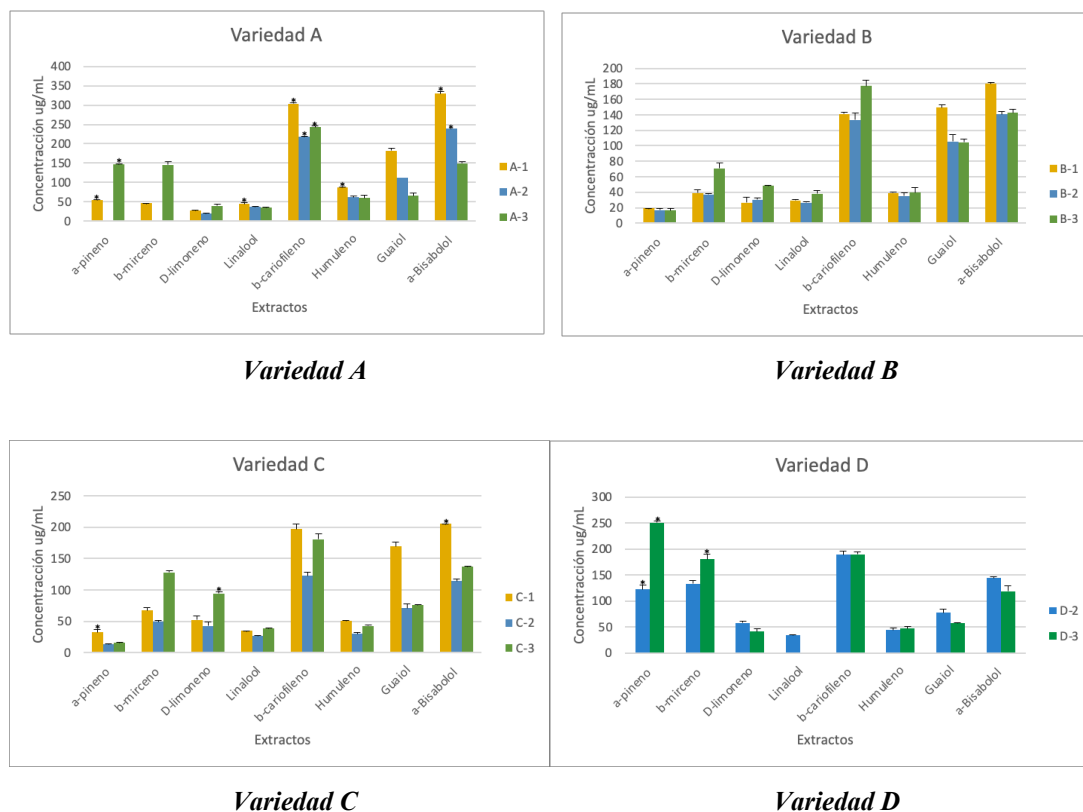 Variedad A
Concentracción ug/mL
400
350
300
250
200
150
100
50
0
a-pineno
b-mirceno
D-limoneno
Linalool
b-cariofileno
Humuleno
Guaiol
a-Bisabolol
Extractos
A-1
A-2
A-3
Variedad A
Variedad B
Concentracción ug/mL
200
180
160
140
120
100
80
60
40
20
0
a-pineno
b-mirceno
D-limoneno
Linalool
b-cariofileno
Humuleno
Guaiol
a-Bisabolol
Extractos
B-1
B-2
B-3
Variedad B
Variedad C
Concentracción ug/mL
250
200
150
100
50
0
a-pineno
b-mirceno
D-limoneno
Linalool
b-cariofileno
Humuleno
Guaiol
a-Bisabolol
Extractos
C-1
C-2
C-3
Variedad C
Variedad D
Concentracción ug/mL
300
250
200
150
100
50
0
a-pineno
b-mirceno
D-limoneno
Linalool
b-cariofileno
Humuleno
Guaiol
a-Bisabolol
Extractos
D-2
D-3
Variedad D